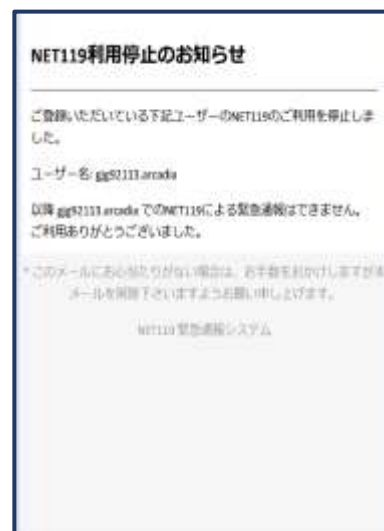 NET119利用停止のお知らせ
ご登録いただいている下記ユーザーのNET119のご利用を停止しま
した。
ユーザー名: gjg92113.arcadia
以降 gjg92113.arcadia でのNET119による緊急通報はできません。
ご利用ありがとうございました。
* このメールにお心当たりがない場合は、お手数をおかけしますが本
メールを削除下さいますようお願い申し上げます。
NET119 緊急通報システム